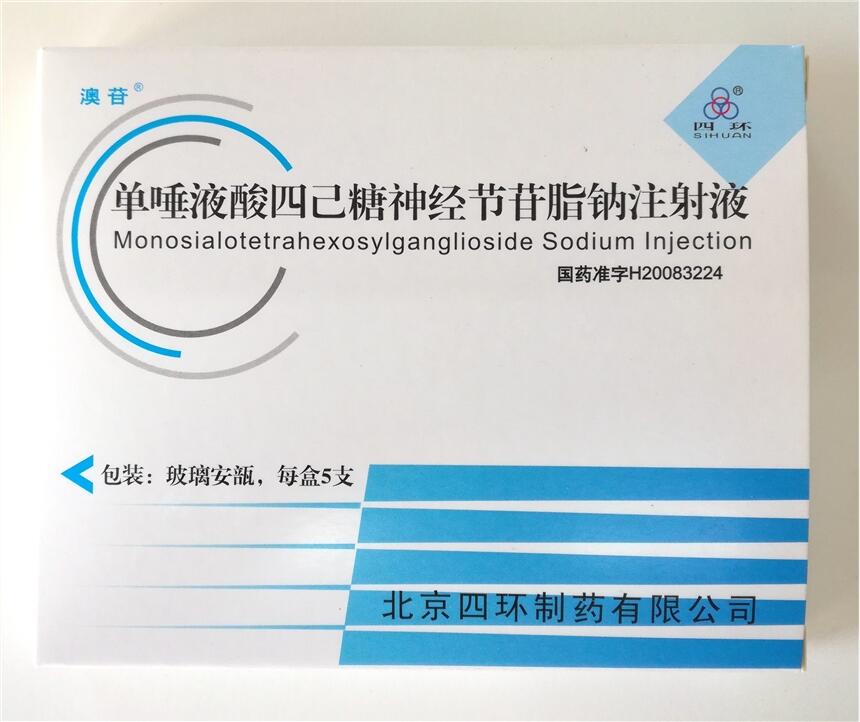 澳苷®
®
四环
SIHUAN
单唾液酸四己糖神经节苷脂钠注射液
Monosialotetrahexosylganglioside Sodium Injection
国药准字H20083224
包装：玻璃安瓿，每盒5支
北京四环制药有限公司